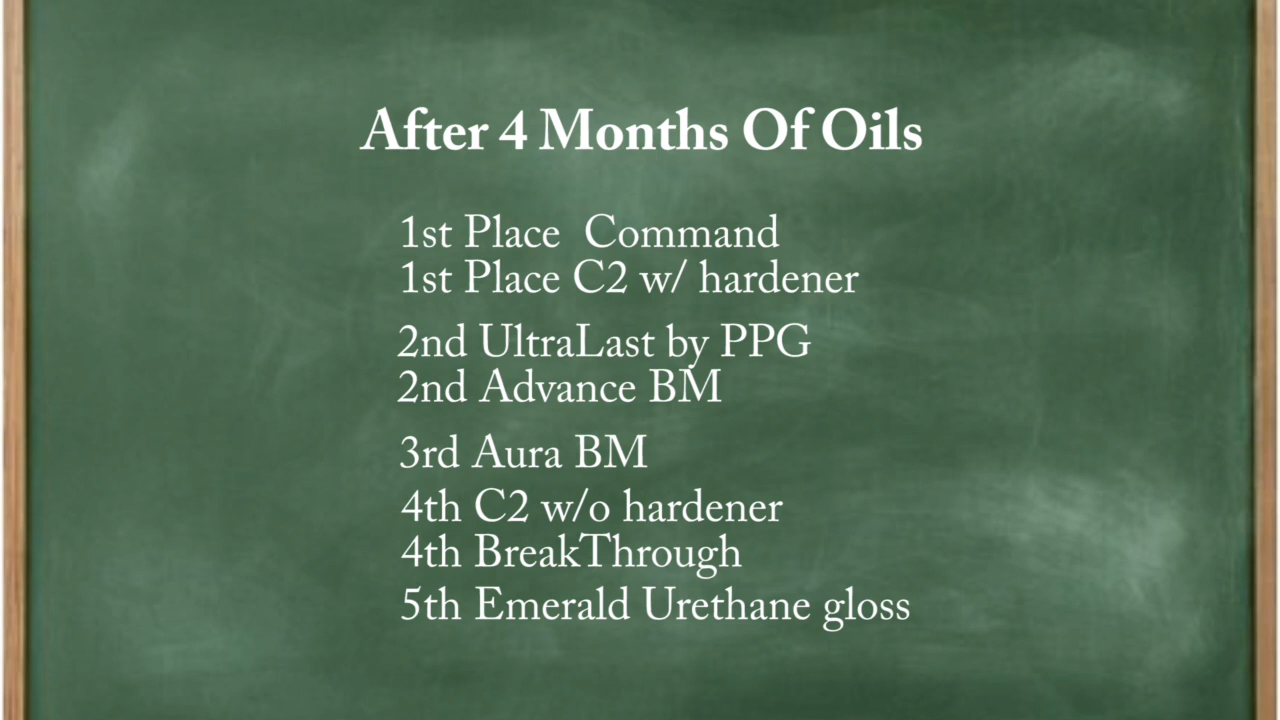 After 4 Months Of Oils
1st Place Command
1st Place C2 w/ hardener
2nd UltraLast by PPG
2nd Advance BM
3rd Aura BM
4th C2 w/o hardener
4th BreakThrough
5th Emerald Urethane gloss